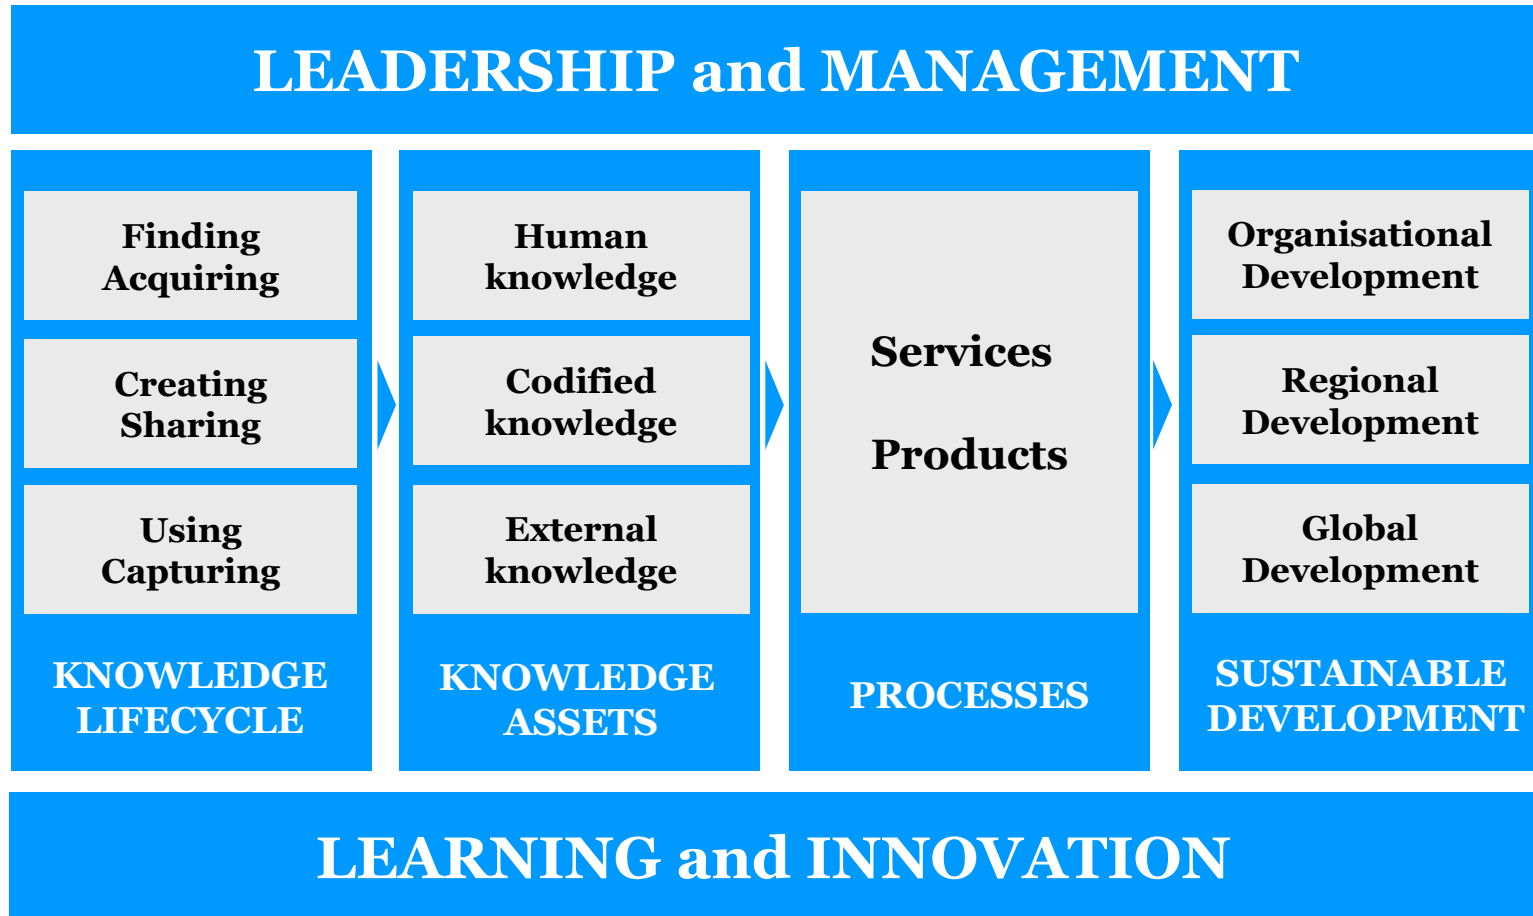 LEADERSHIP and MANAGEMENT
Finding
Acquiring
Creating
Sharing
Using
Capturing
KNOWLEDGE
LIFECYCLE
Human
knowledge
Codified
knowledge
External
knowledge
KNOWLEDGE
ASSETS
Services
Products
PROCESSES
Organisational
Development
Regional
Development
Global
Development
SUSTAINABLE
DEVELOPMENT
LEARNING and INNOVATION